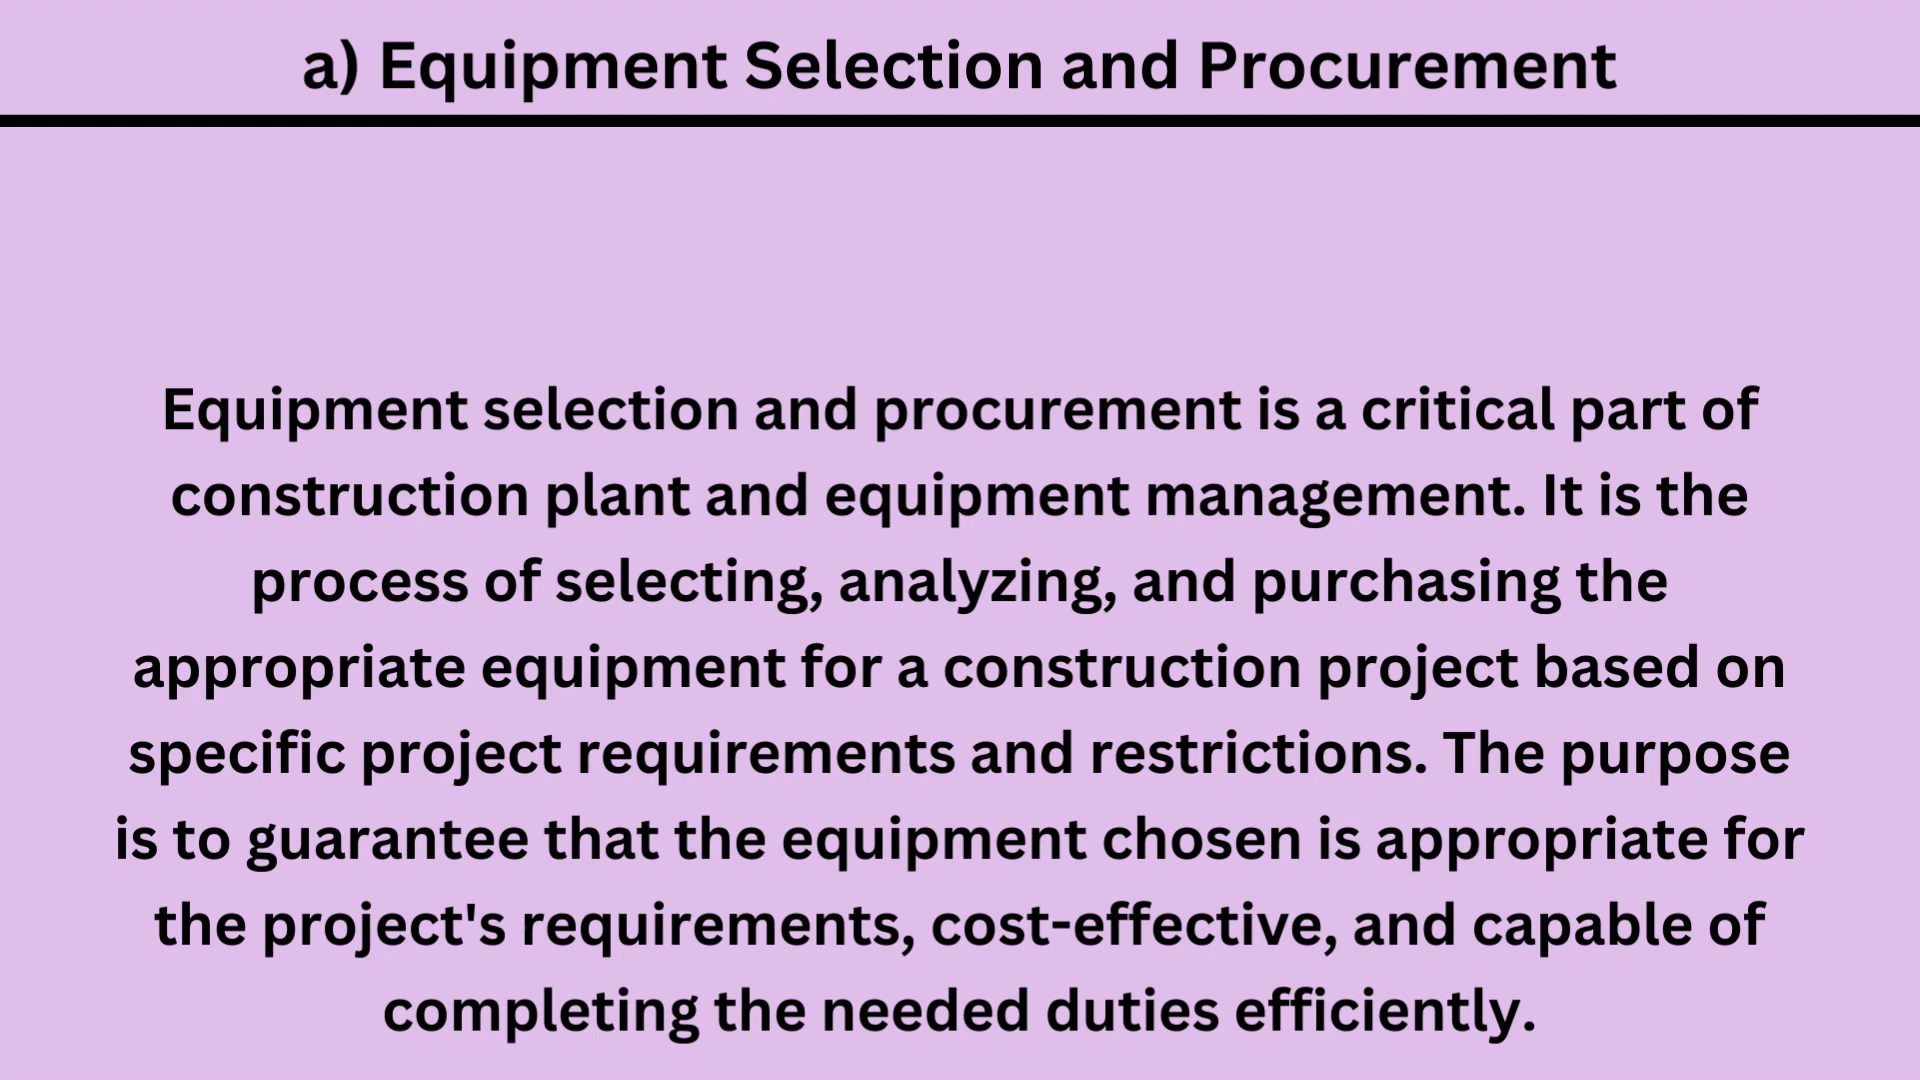 a) Equipment Selection and Procurement
Equipment selection and procurement is a critical part of
construction plant and equipment management. It is the
process of selecting, analyzing, and purchasing the
appropriate equipment for a construction project based on
specific project requirements and restrictions. The purpose
is to guarantee that the equipment chosen is appropriate for
the project's requirements, cost-effective, and capable of
completing the needed duties efficiently.